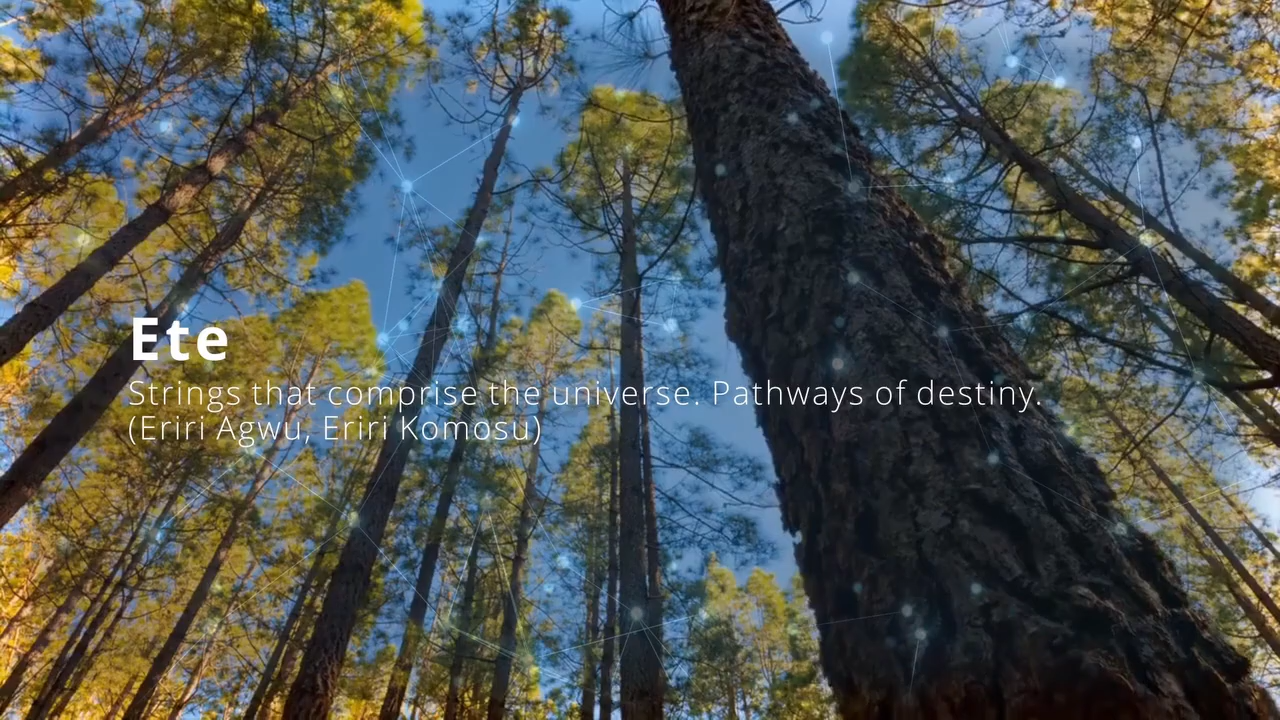 Ete
Strings that comprise the universe. Pathways of destiny.
(Eriri Agwu, Eriri Komosu)